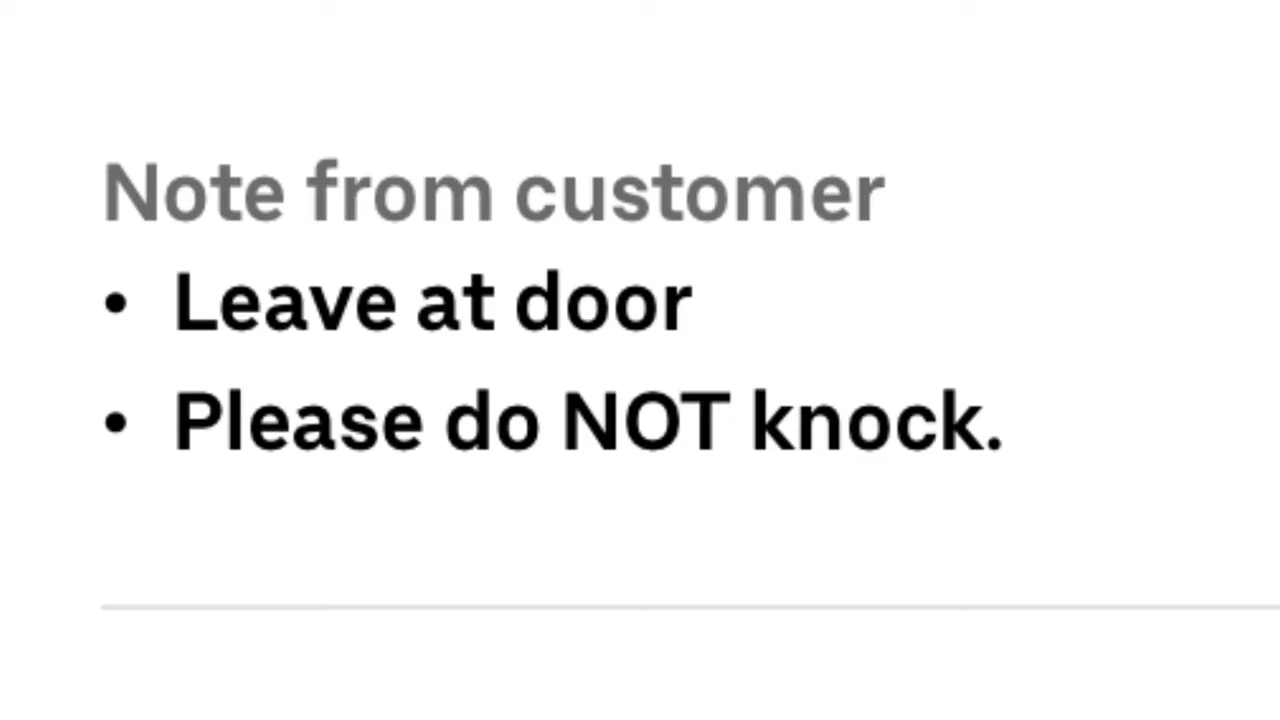 Note from customer
• Leave at door
• Please do NOT knock.